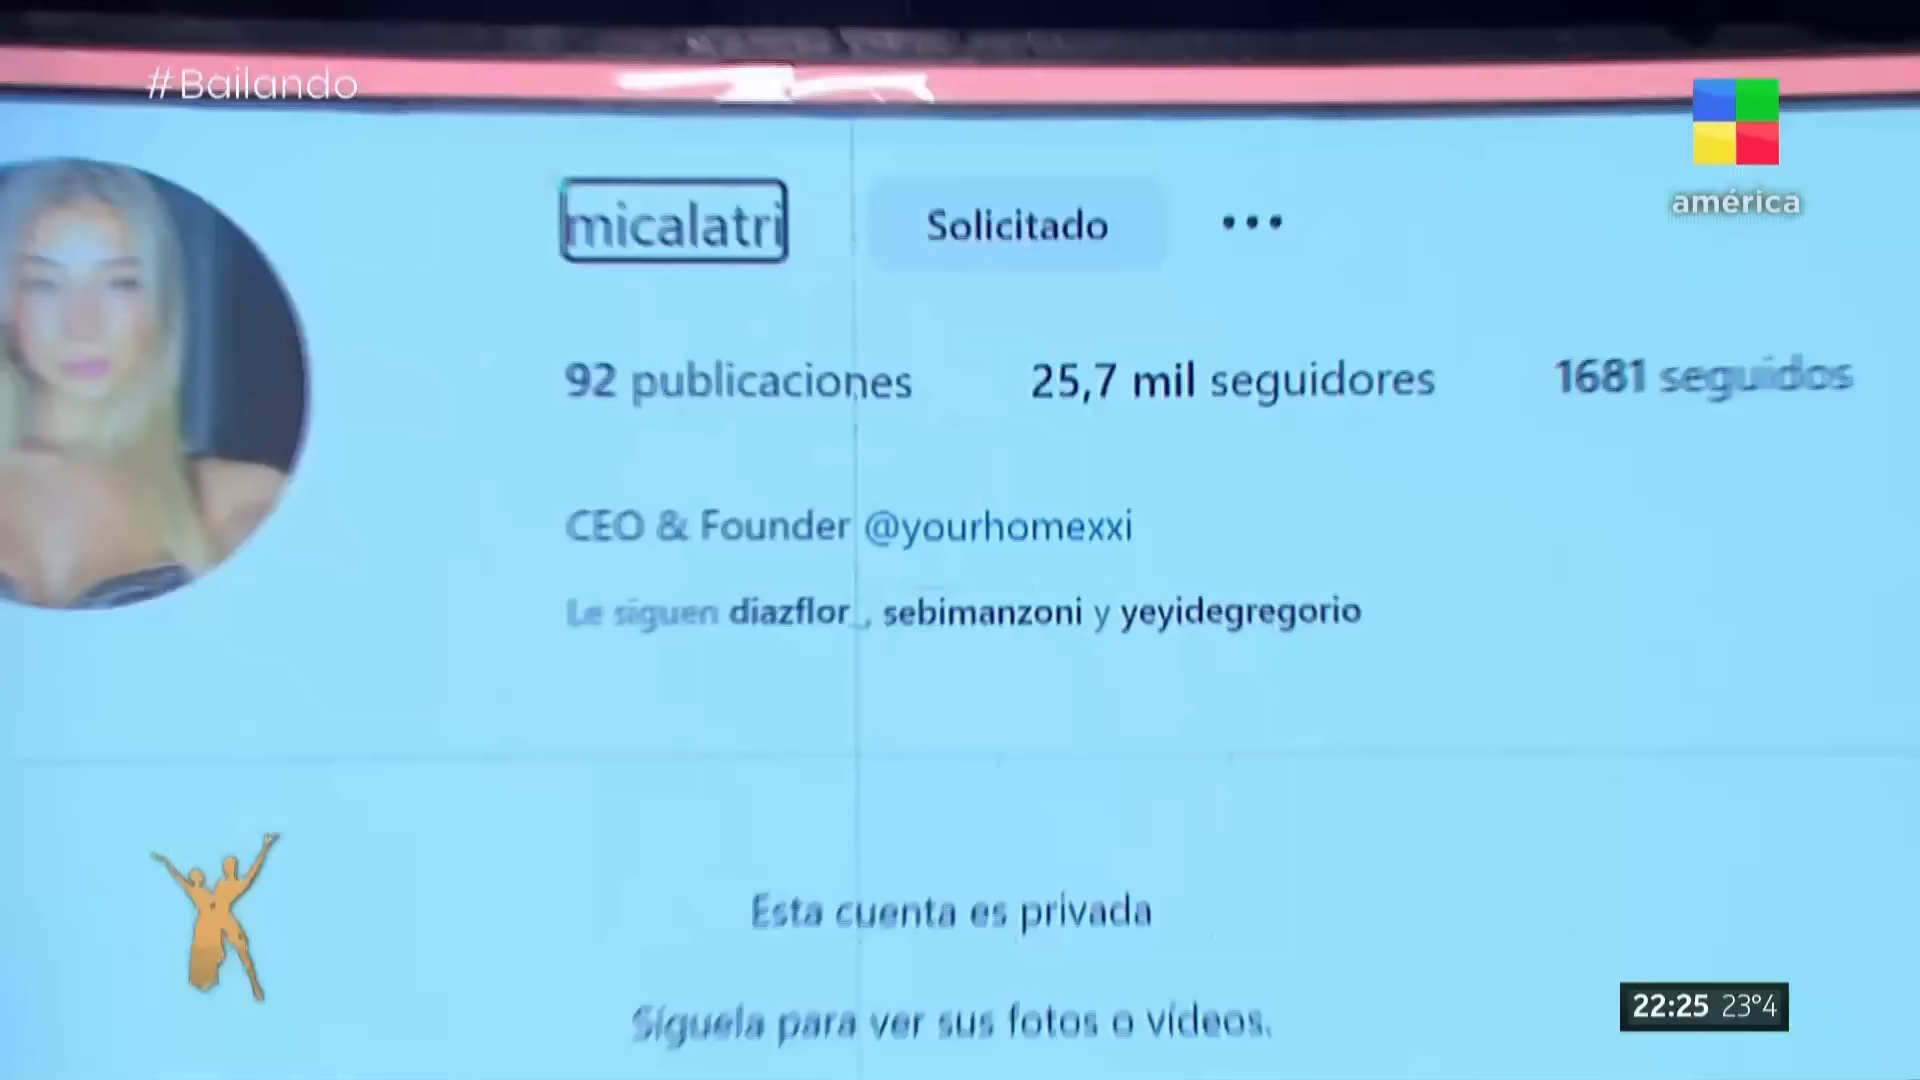 #Bailando
américa
micalatri
Solicitado
92 publicaciones 25,7 mil seguidores 1681 seguidos
CEO & Founder @yourhomexxi
Le siguen diazflor_, sebimanzoni y yeyidegregorio
Esta cuenta es privada
Síguela para ver sus fotos o vídeos.
22:25 23°4